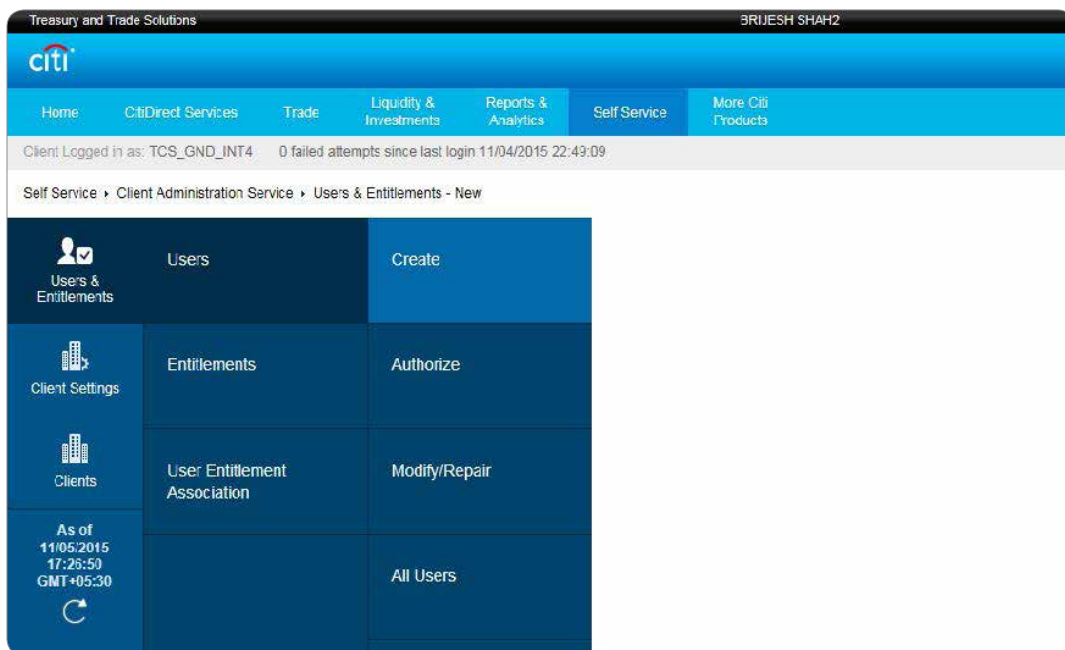 Treasury and Trade Solutions
BRIJESH SHAH2
citi
Home
CitiDirect Services
Trade
Liquidity &
Investments
Reports &
Analytics
Self Service
More Citi
Products
Client Logged in as: TCS_GND_INT4 0 failed attempts since last login 11/04/2015 22:49:09
Self Service ▸ Client Administration Service ▸ Users & Entitlements - New
Users &
Entitlements
Users
Create
Client Settings
Entitlements
Authorize
Clients
User Entitlement
Association
Modify/Repair
As of
11/05/2015
17:26:50
GMT+05:30
All Users